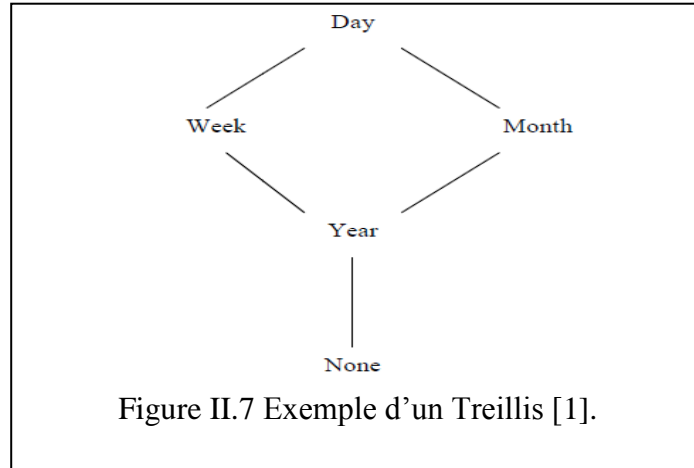 Day
Week Month
Year
None
Figure II.7 Exemple d’un Treillis [1].